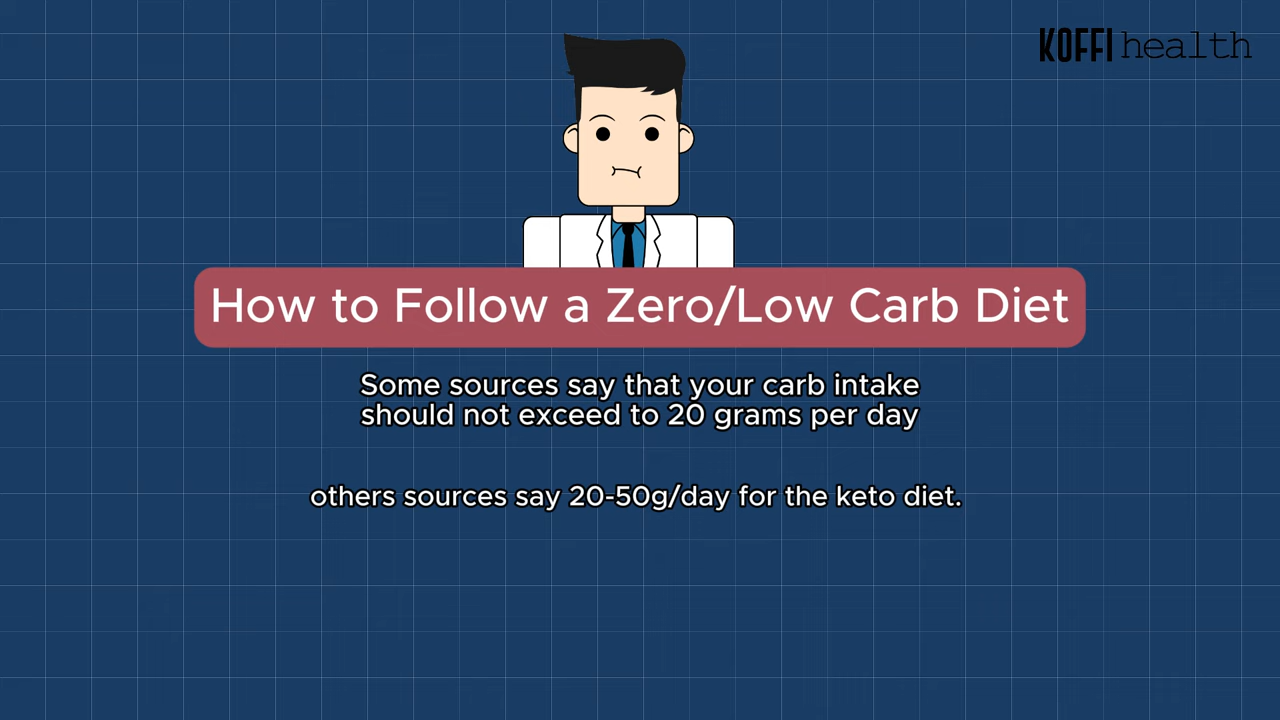 KOFFI health
How to Follow a Zero/Low Carb Diet
Some sources say that your carb intake
should not exceed to 20 grams per day
others sources say 20-50g/day for the keto diet.